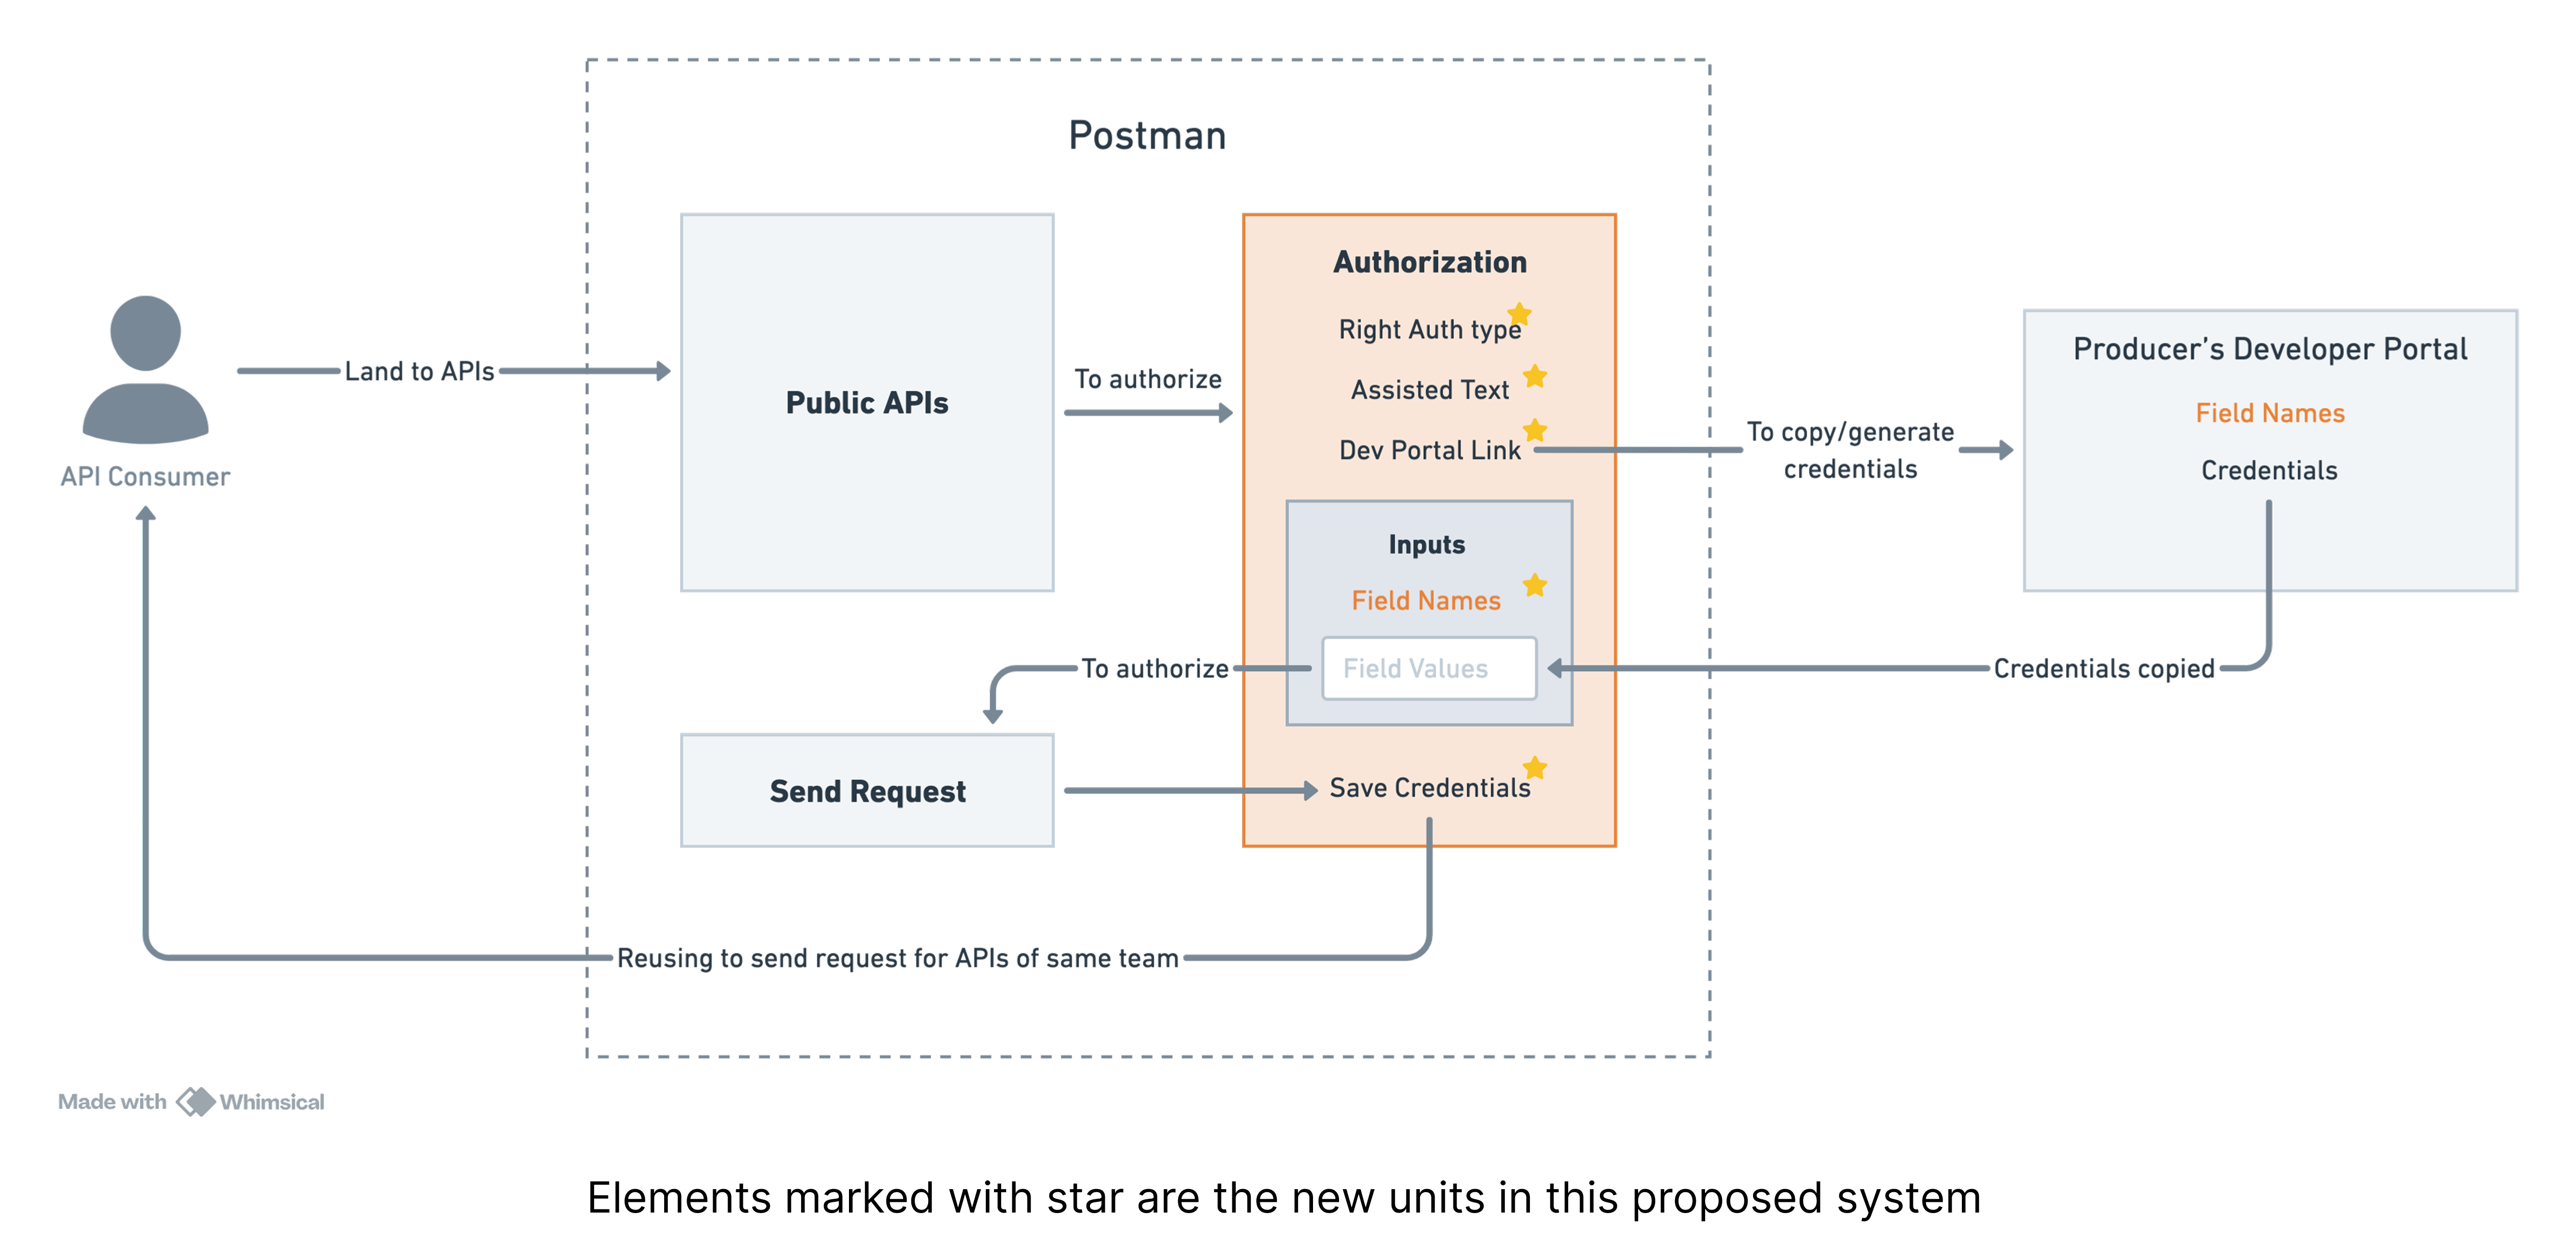 Postman
Authorization
Right Auth type
Assisted Text
Dev Portal Link
Public APIs
Land to APIs
To authorize
API Consumer
To copy/generate
credentials
Producer’s Developer Portal
Field Names
Credentials
Inputs
Field Names
Field Values
To authorize
Credentials copied
Send Request
Save Credentials
Reusing to send request for APIs of same team
Made with Whimsical
Elements marked with star are the new units in this proposed system